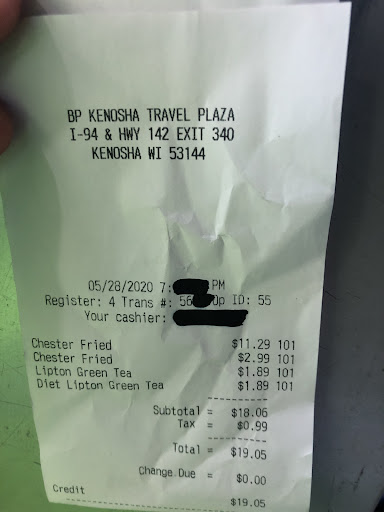 BP KENOSHA TRAVEL PLAZA
I-94 & HWY 142 EXIT 340
KENOSHA WI 53144
05/28/2020 7: PM
Register: 4 Trans #: 56 Op ID: 55
Your cashier:
Chester Fried $11.29 101
Chester Fried $2.99 101
Lipton Green Tea $1.89 101
Diet Lipton Green Tea $1.89 101
Subtotal = $18.06
Tax = $0.99
Total = $19.05
Change Due = $0.00
Credit $19.05